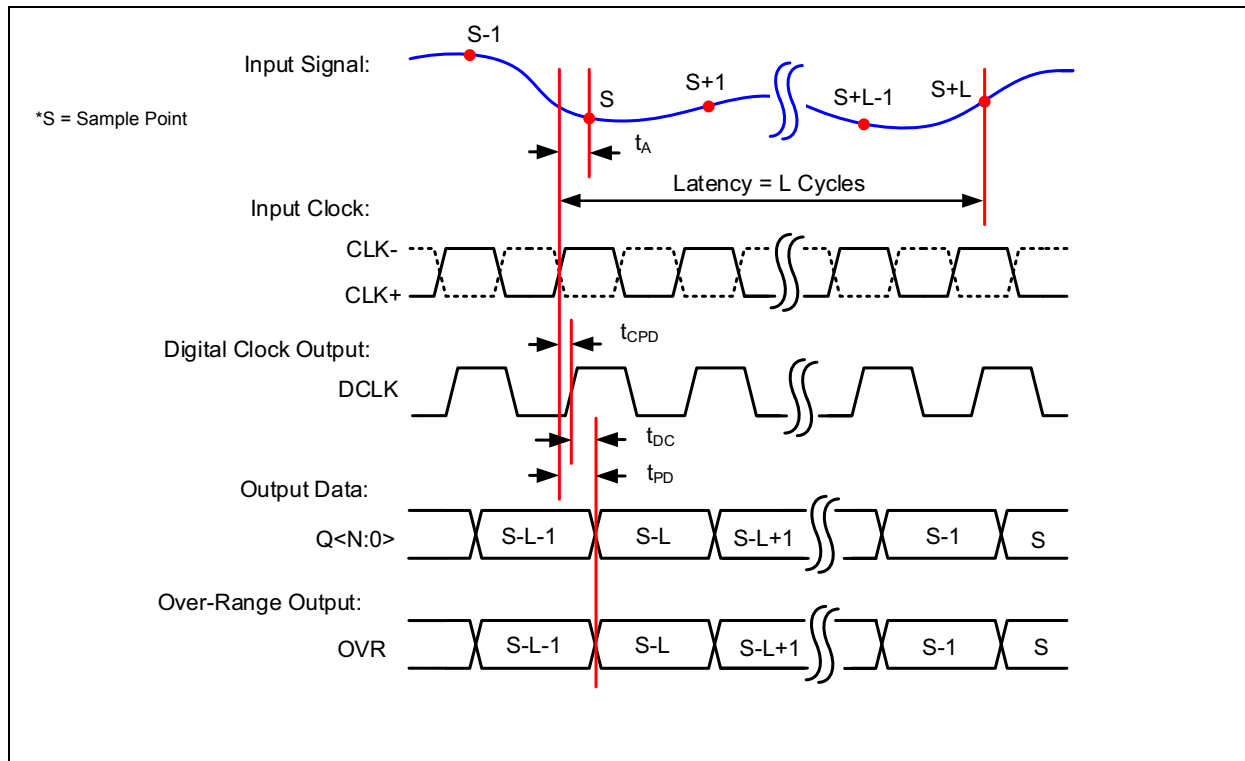 S-1
Input Signal:
S
S+1
S+L-1
S+L
*S = Sample Point
tA
Latency = L Cycles
Input Clock:
CLK-
CLK+
tCPD
Digital Clock Output:
DCLK
tDC
tPD
Output Data:
Q<N:0>
S-L-1
S-L
S-L+1
S-1
S
Over-Range Output:
OVR
S-L-1
S-L
S-L+1
S-1
S